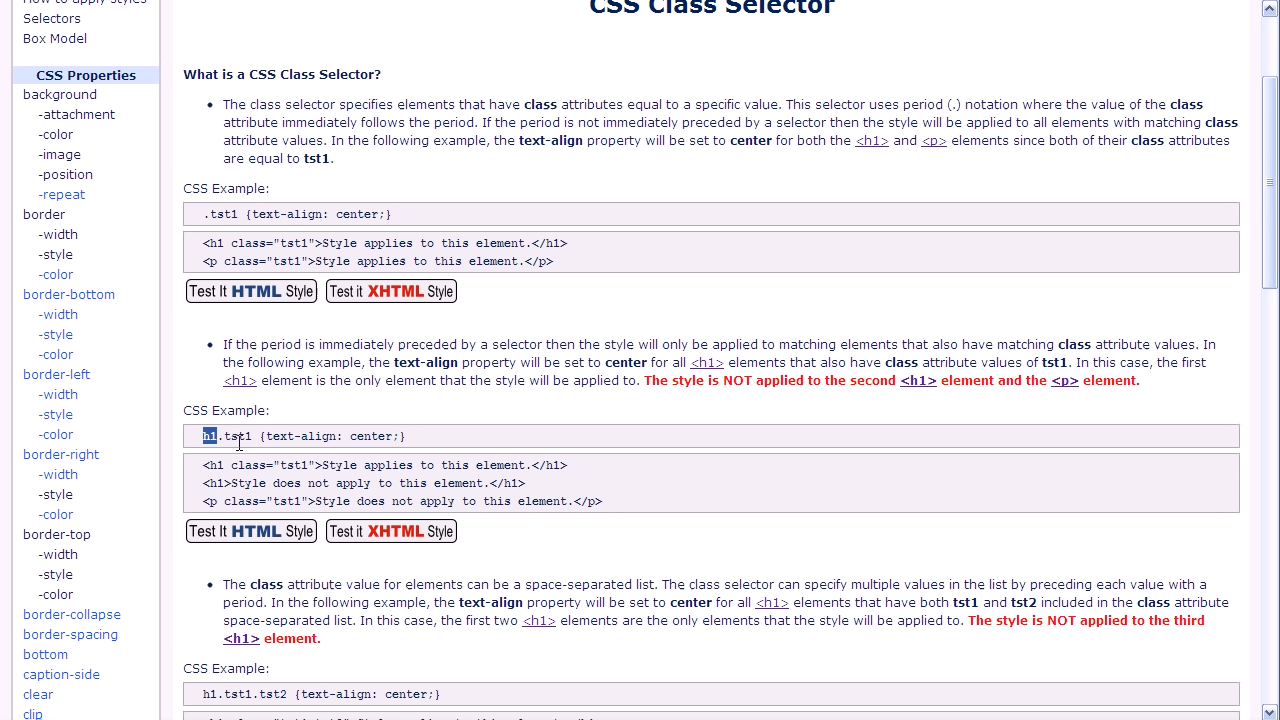 How to apply styles
Selectors
Box Model
CSS Properties
background
-attachment
-color
-image
-position
-repeat
border
-width
-style
-color
border-bottom
-width
-style
-color
border-left
-width
-style
-color
border-right
-width
-style
-color
border-top
-width
-style
-color
border-collapse
border-spacing
bottom
caption-side
clear
clip
CSS Class Selector
What is a CSS Class Selector?
• The class selector specifies elements that have class attributes equal to a specific value. This selector uses period (.) notation where the value of the class
attribute immediately follows the period. If the period is not immediately preceded by a selector then the style will be applied to all elements with matching class
attribute values. In the following example, the text-align property will be set to center for both the <h1> and <p> elements since both of their class attributes
are equal to tst1.
CSS Example:
.tst1 {text-align: center;}
<h1 class="tst1">Style applies to this element.</h1>
<p class="tst1">Style applies to this element.</p>
Test It HTML Style Test it XHTML Style
• If the period is immediately preceded by a selector then the style will only be applied to matching elements that also have matching class attribute values. In
the following example, the text-align property will be set to center for all <h1> elements that also have class attribute values of tst1. In this case, the first
<h1> element is the only element that the style will be applied to. The style is NOT applied to the second <h1> element and the <p> element.
CSS Example:
h1.tst1 {text-align: center;}
<h1 class="tst1">Style applies to this element.</h1>
<h1>Style does not apply to this element.</h1>
<p class="tst1">Style does not apply to this element.</p>
Test It HTML Style Test it XHTML Style
• The class attribute value for elements can be a space-separated list. The class selector can specify multiple values in the list by preceding each value with a
period. In the following example, the text-align property will be set to center for all <h1> elements that have both tst1 and tst2 included in the class attribute
space-separated list. In this case, the first two <h1> elements are the only elements that the style will be applied to. The style is NOT applied to the third
<h1> element.
CSS Example:
h1.tst1.tst2 {text-align: center;}